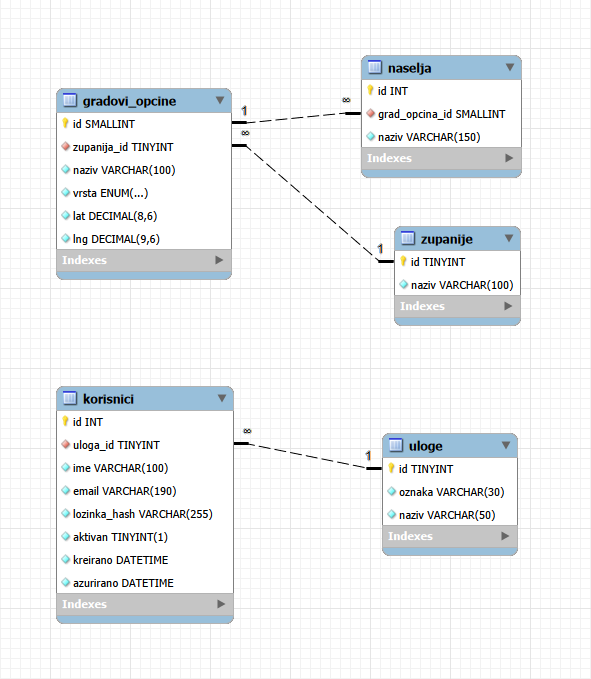 gradovi_opcine
id SMALLINT
zupanija_id TINYINT
naziv VARCHAR(100)
vrsta ENUM(...)
lat DECIMAL(8,6)
lng DECIMAL(9,6)
Indexes
1
∞
∞
1
naselja
id INT
grad_opcina_id SMALLINT
naziv VARCHAR(150)
Indexes
zupanije
id TINYINT
naziv VARCHAR(100)
Indexes
korisnici
id INT
uloga_id TINYINT
ime VARCHAR(100)
email VARCHAR(190)
lozinka_hash VARCHAR(255)
aktivan TINYINT(1)
kreirano DATETIME
azurirano DATETIME
Indexes
∞
1
uloge
id TINYINT
oznaka VARCHAR(30)
naziv VARCHAR(50)
Indexes